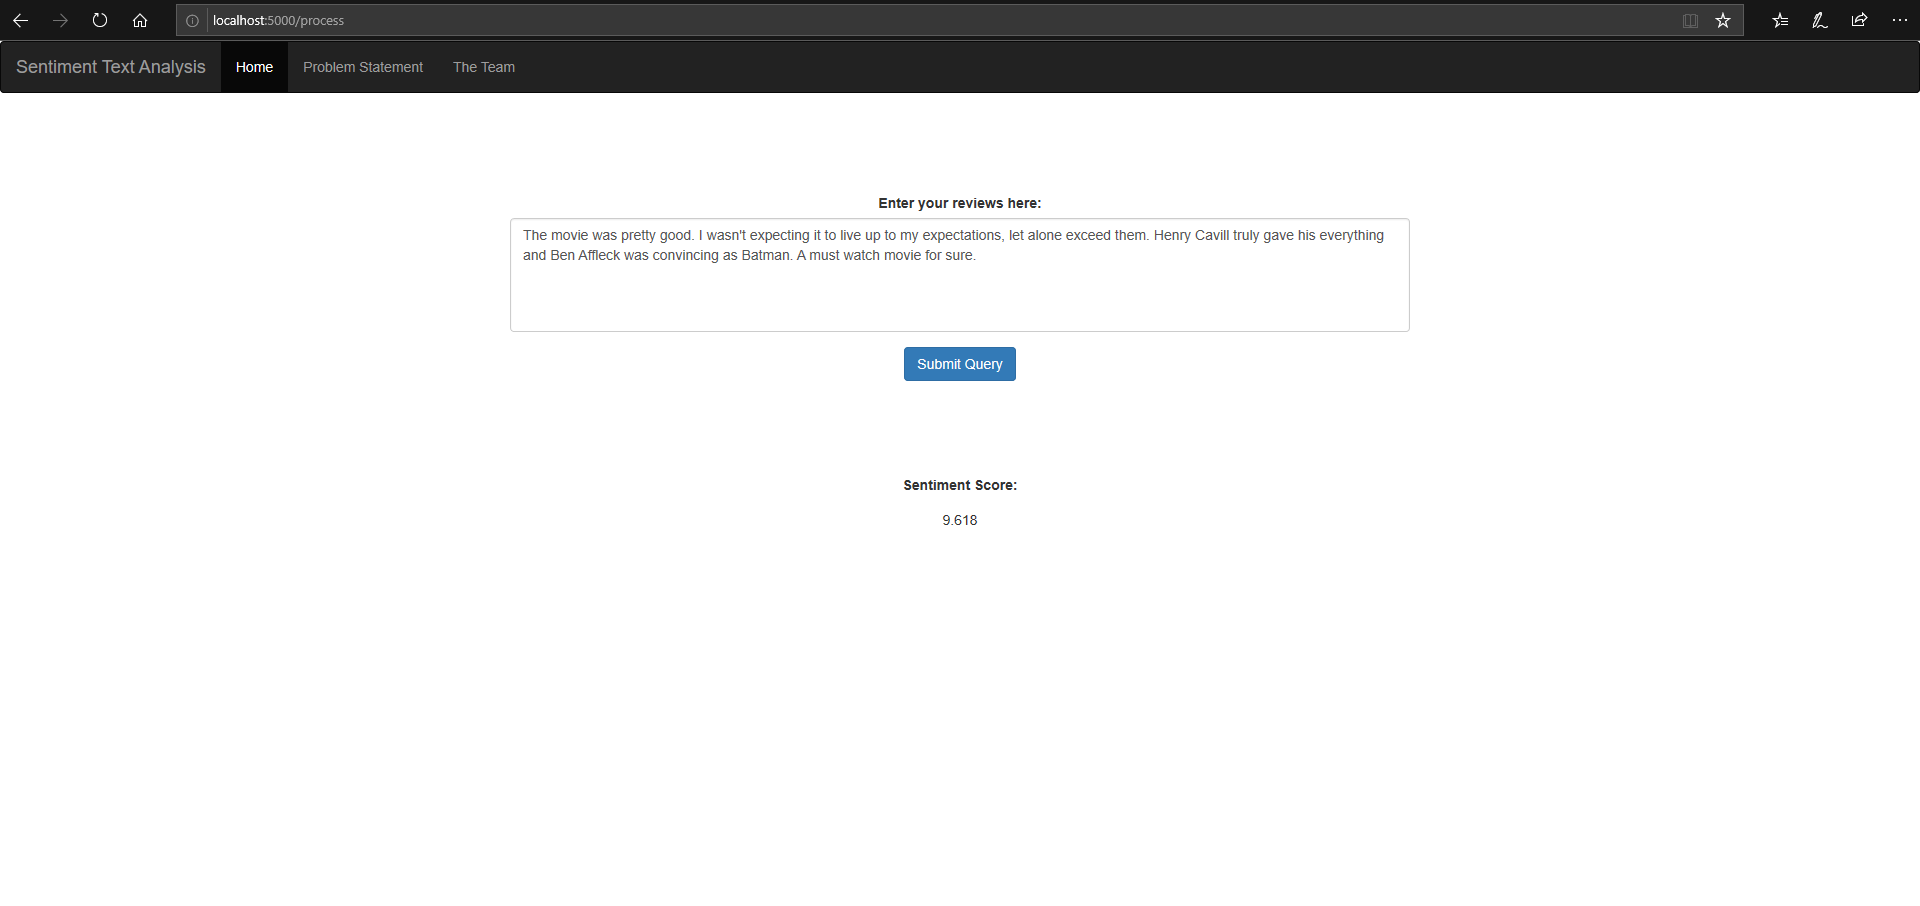 localhost:5000/process
Sentiment Text Analysis Home Problem Statement The Team
Enter your reviews here:
The movie was pretty good. I wasn't expecting it to live up to my expectations, let alone exceed them. Henry Cavill truly gave his everything
and Ben Affleck was convincing as Batman. A must watch movie for sure.
Submit Query
Sentiment Score:
9.618